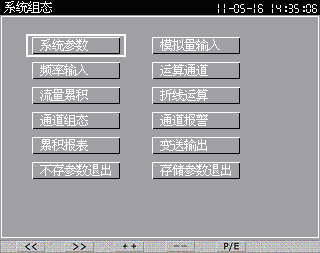 系统组态 11-05-16 14:35:06
系统参数 模拟量输入
频率输入 运算通道
流量累积 折线运算
通道组态 通道报警
累积报表 变送输出
不存参数退出 存储参数退出
<< >> ++ -- P/E